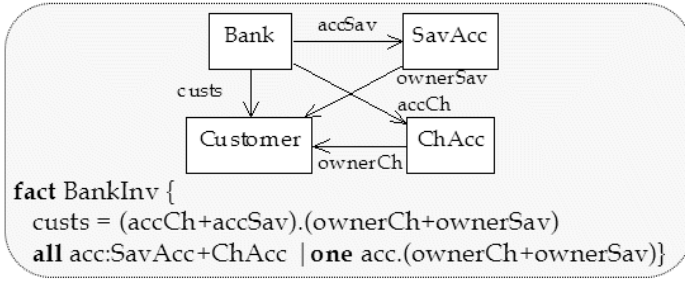 Bank
accSav
SavAcc
custs
ownerSav
accCh
Customer
ownerCh
ChAcc
fact BankInv {
custs = (accCh+accSav).(ownerCh+ownerSav)
all acc:SavAcc+ChAcc | one acc.(ownerCh+ownerSav)}